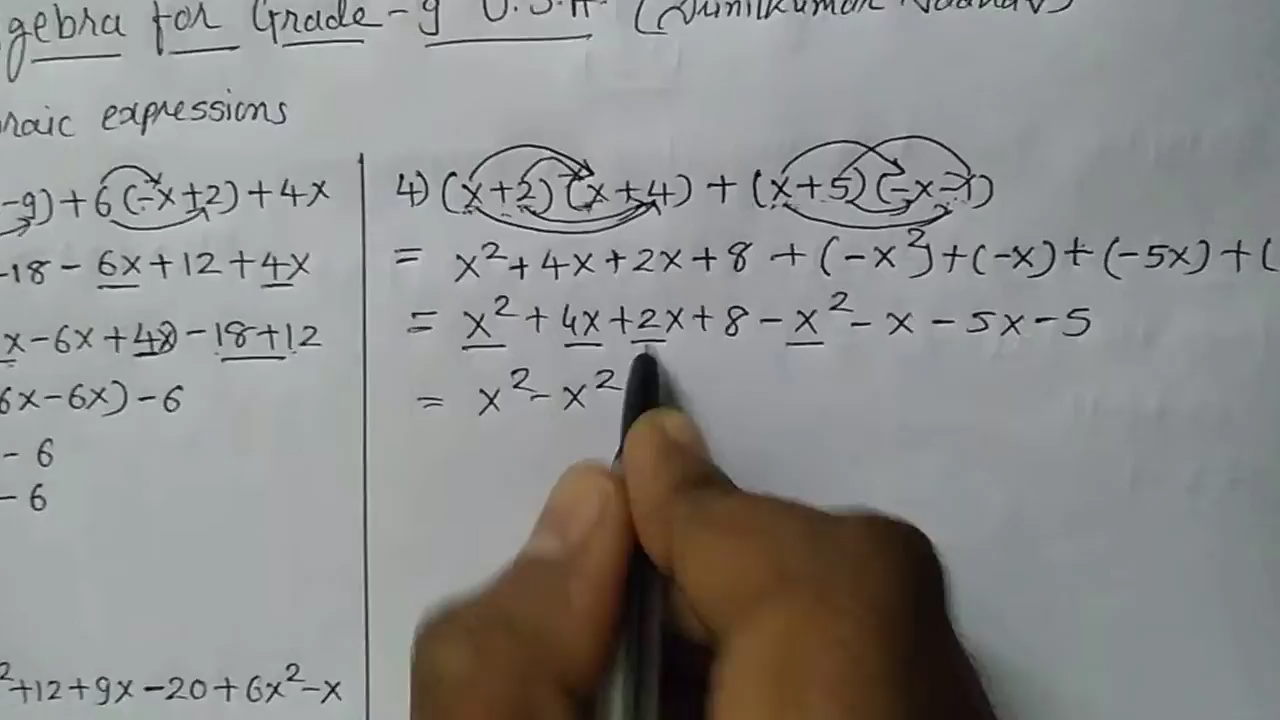 gebra for Grade-9 U.S.A.
raic expressions
-9) + 6(-x+2) + 4x
-18 - 6x + 12 + 4x
x - 6x + 48 - 18 + 12
6x - 6x) - 6
- 6
- 6
2 + 12 + 9x - 20 + 6x² - x
4) (x+2) (x+4) + (x+5) (-x-1)
= x² + 4x + 2x + 8 + (-x²) + (-x) + (-5x) + (
= x² + 4x + 2x + 8 - x² - x - 5x - 5
= x² - x²